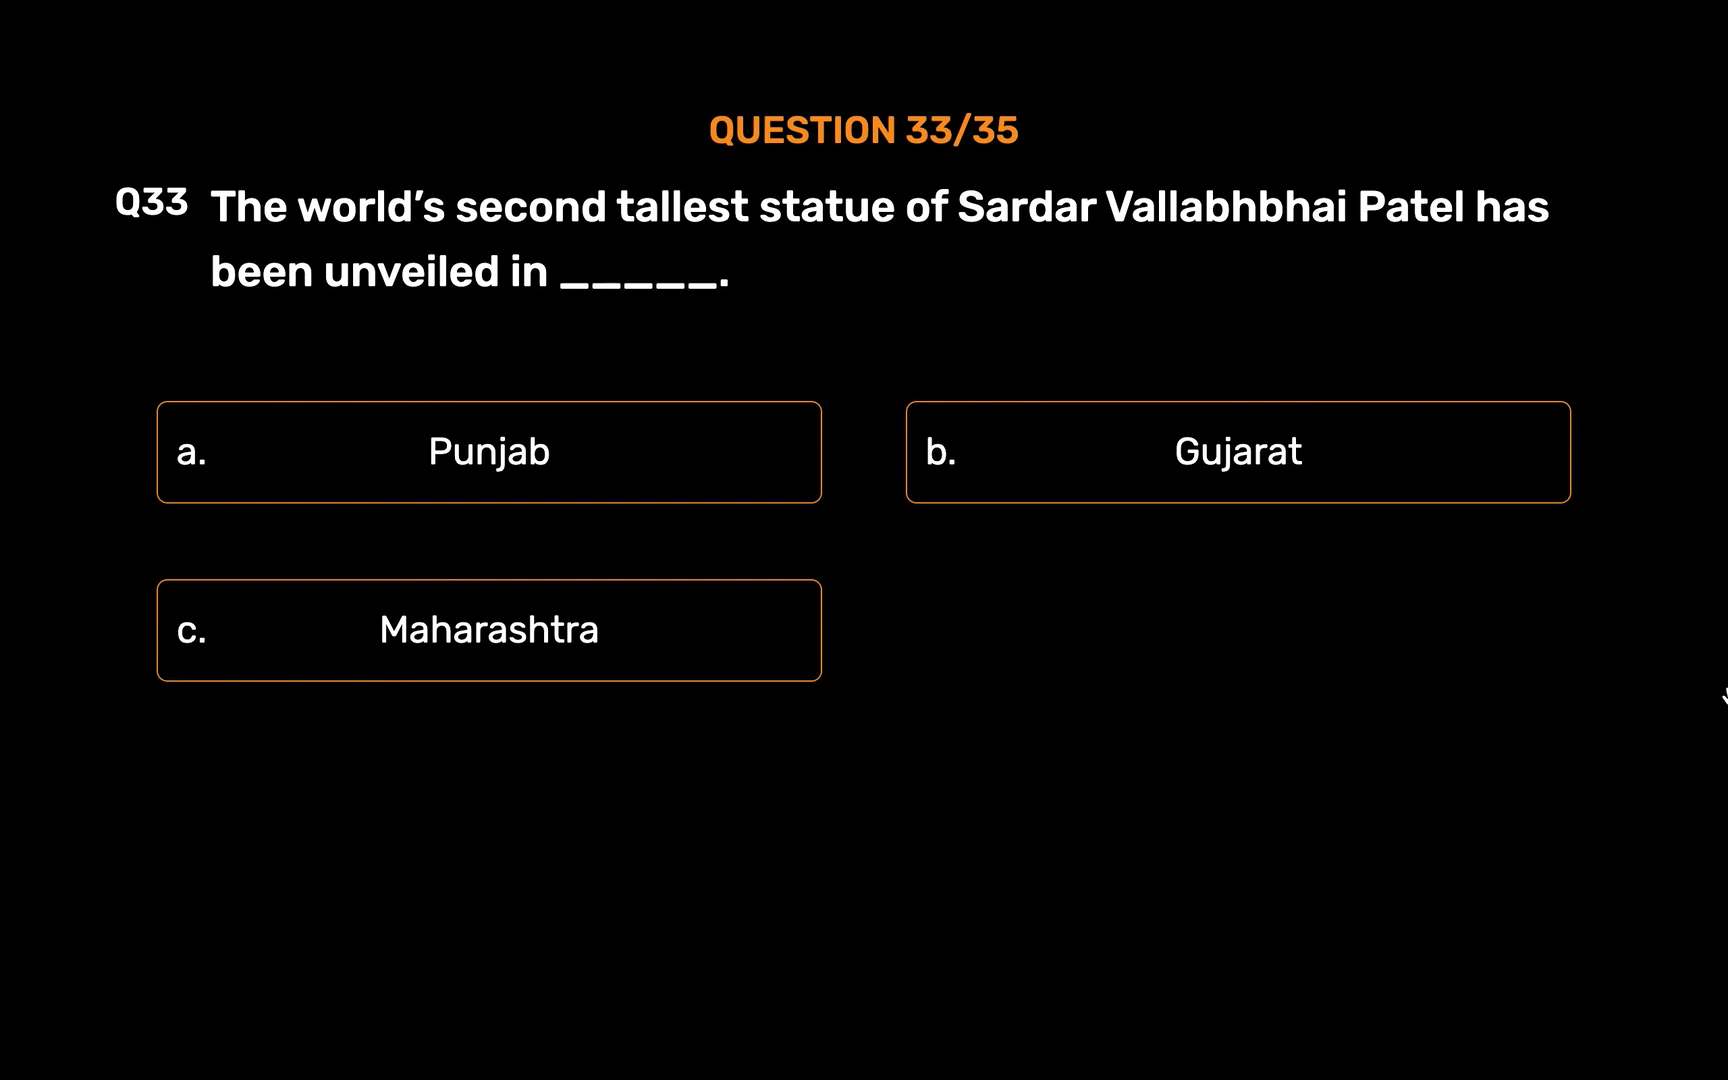 QUESTION 33/35
Q33 The world’s second tallest statue of Sardar Vallabhbhai Patel has
been unveiled in _____.
a. Punjab
b. Gujarat
c. Maharashtra